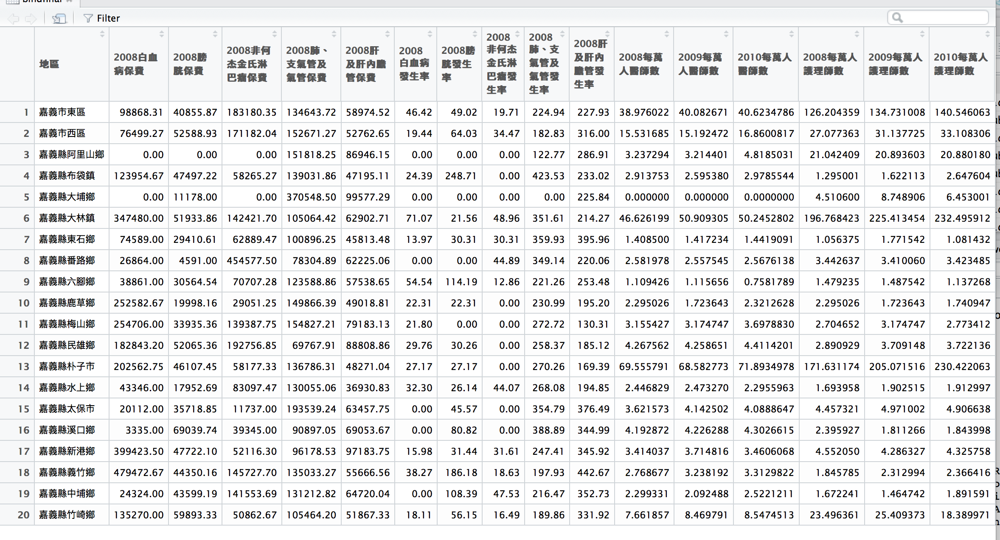 Filter
地區 2008白血病保費 2008膀胱保費 2008非何杰金氏淋巴瘤保費 2008肺、支氣管及氣管保費 2008肝及肝內膽管保費 2008白血病發生率 2008膀胱發生率 2008非何杰金氏淋巴瘤發生率 2008肺、支氣管及氣管發生率 2008肝及肝內膽管發生率 2008每萬人醫師數 2009每萬人醫師數 2010每萬人醫師數 2008每萬人護理師數 2009每萬人護理師數 2010每萬人護理師數
1 嘉義市東區 98868.31 40855.87 183180.35 134643.72 58974.52 46.42 49.02 19.71 224.94 227.93 38.976022 40.082671 40.6234786 126.204359 134.731008 140.546063
2 嘉義市西區 76499.27 52588.93 171182.04 152671.27 52762.65 19.44 64.03 34.47 182.83 316.00 15.531685 15.192472 16.8600817 27.077363 31.137725 33.108306
3 嘉義縣阿里山鄉 0.00 0.00 0.00 151818.25 86946.15 0.00 0.00 0.00 122.77 286.91 3.237294 3.214401 4.8185031 21.042409 20.893603 20.880180
4 嘉義縣布袋鎮 123954.67 47497.22 58265.27 139031.86 47195.11 24.39 248.71 0.00 423.53 233.02 2.913753 2.595380 2.9785544 1.295001 1.622113 2.647604
5 嘉義縣大埔鄉 0.00 11178.00 0.00 370548.50 99577.29 0.00 0.00 0.00 0.00 225.84 0.000000 0.000000 0.0000000 4.510600 8.748906 6.453001
6 嘉義縣大林鎮 347480.00 51933.86 142421.70 105064.42 62902.71 71.07 21.56 48.96 351.61 214.27 46.626199 50.909305 50.2452802 196.768423 225.413454 232.495912
7 嘉義縣東石鄉 74589.00 29410.61 62889.47 100896.25 45813.48 13.97 30.31 30.31 359.93 395.96 1.408500 1.417234 1.4419091 1.056375 1.771542 1.081432
8 嘉義縣番路鄉 26864.00 4591.00 454577.50 78304.89 62225.06 0.00 0.00 44.89 349.14 220.06 2.581978 2.557545 2.5676138 3.442637 3.410060 3.423485
9 嘉義縣六腳鄉 38861.00 30564.54 70707.28 123588.86 57538.65 54.54 114.19 12.86 221.26 253.48 1.109426 1.115656 0.7581789 1.479235 1.487542 1.137268
10 嘉義縣鹿草鄉 252582.67 19998.16 29051.25 149866.39 49018.81 22.31 22.31 0.00 230.99 195.20 2.295026 1.723643 2.3212628 2.295026 1.723643 1.740947
11 嘉義縣梅山鄉 254706.00 33935.36 139387.75 154827.21 79183.13 21.80 0.00 0.00 272.72 130.31 3.155427 3.174747 3.6978830 2.704652 3.174747 2.773412
12 嘉義縣民雄鄉 182843.20 52065.36 192756.85 69767.91 88808.86 29.76 30.26 0.00 258.37 185.12 4.267562 4.258651 4.4114201 2.890929 3.709148 3.722136
13 嘉義縣朴子市 202562.75 46107.45 58177.33 136786.31 48271.04 27.17 27.17 0.00 270.26 169.39 69.555791 68.582773 71.8934978 171.631174 205.071516 230.422063
14 嘉義縣水上鄉 43346.00 17952.69 83097.47 130055.06 36930.83 32.30 26.14 44.07 268.08 194.85 2.446829 2.473270 2.2955963 1.693958 1.902515 1.912997
15 嘉義縣太保市 20112.00 35718.85 11737.00 193539.24 63457.75 0.00 45.57 0.00 354.79 376.49 3.621573 4.142502 4.0888647 4.457321 4.971002 4.906638
16 嘉義縣溪口鄉 3335.00 69039.74 39345.00 90897.05 69053.67 0.00 80.82 0.00 388.89 344.99 4.192872 4.226288 4.3026615 2.395927 1.811266 1.843998
17 嘉義縣新港鄉 399423.50 47722.10 52116.30 96178.53 97183.75 15.98 31.44 31.61 247.41 345.92 3.414037 3.714816 3.4606068 4.552050 4.286327 4.325758
18 嘉義縣義竹鄉 479472.67 44350.16 145727.70 135033.27 55666.56 38.27 186.18 18.63 197.93 442.67 2.768677 3.238192 3.3129822 1.845785 2.312994 2.366416
19 嘉義縣中埔鄉 24324.00 43599.19 141553.69 131212.82 64720.04 0.00 108.39 47.53 216.47 352.73 2.299331 2.092488 2.5221211 1.672241 1.464742 1.891591
20 嘉義縣竹崎鄉 135270.00 59893.33 50862.67 105464.20 51867.33 18.11 56.15 16.49 189.86 331.92 7.661857 8.469791 8.5474513 23.496361 25.409373 18.389971